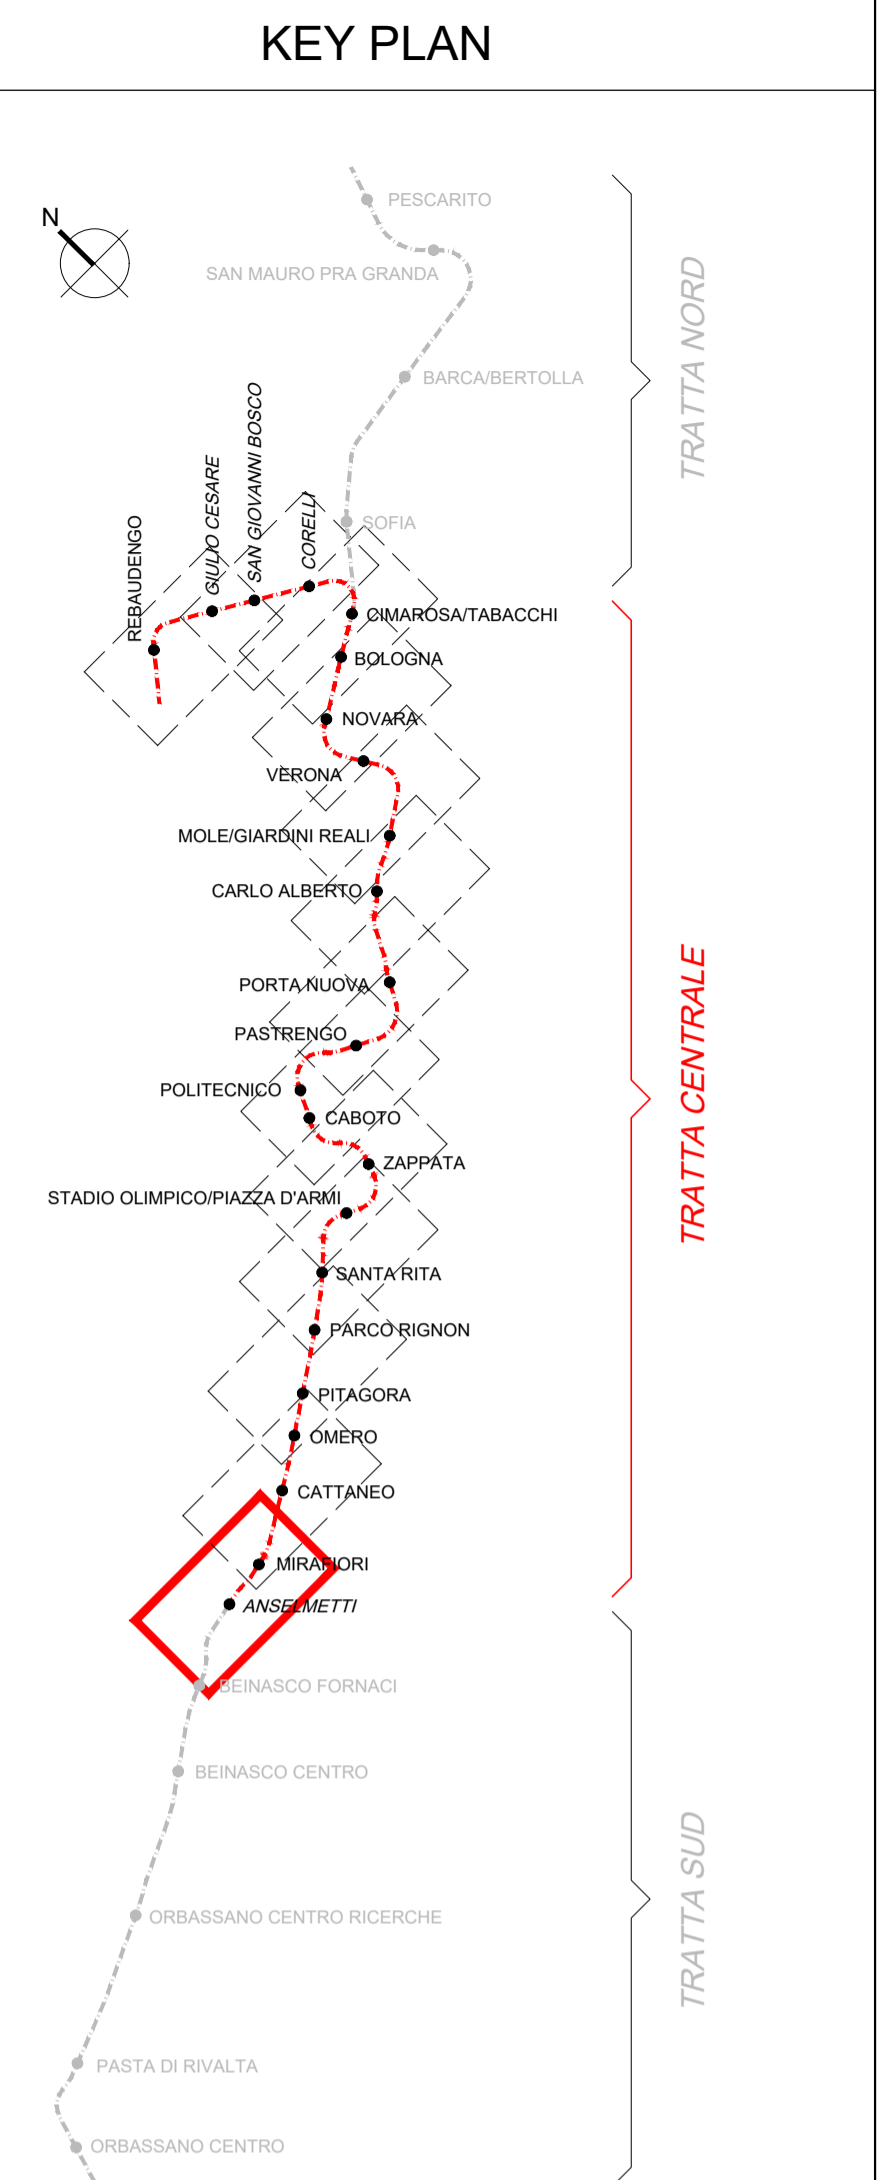 KEY PLAN
N
PESCARITO
SAN MAURO PRA GRANDA
BARCA/BERTOLLA
TRATTA NORD
SOFIA
REBAUDENGO
GIULIO CESARE
SAN GIOVANNI BOSCO
CORELLI
CIMAROSA/TABACCHI
BOLOGNA
NOVARA
VERONA
MOLE/GIARDINI REALI
CARLO ALBERTO
PORTA NUOVA
PASTRENGO
POLITECNICO
CABOTO
TRATTA CENTRALE
ZAPPATA
STADIO OLIMPICO/PIAZZA D'ARMI
SANTA RITA
PARCO RIGNON
PITAGORA
OMERO
CATTANEO
MIRAFIORI
ANSELMETTI
BEINASCO FORNACI
BEINASCO CENTRO
ORBASSANO CENTRO RICERCHE
TRATTA SUD
PASTA DI RIVALTA
ORBASSANO CENTRO